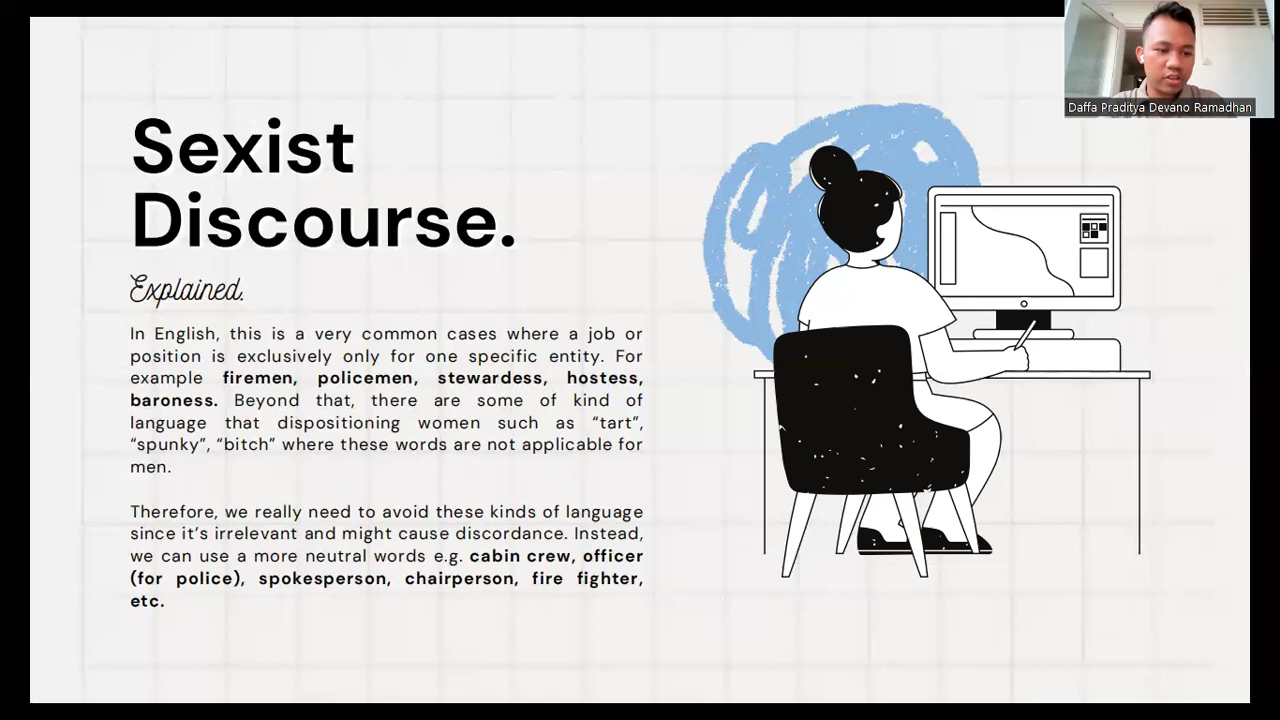 Sexist
Discourse.
Explained.
In English, this is a very common cases where a job or
position is exclusively only for one specific entity. For
example firemen, policemen, stewardess, hostess,
baroness. Beyond that, there are some of kind of
language that dispositioning women such as “tart”,
“spunky”, “bitch” where these words are not applicable for
men.
Therefore, we really need to avoid these kinds of language
since it’s irrelevant and might cause discordance. Instead,
we can use a more neutral words e.g. cabin crew, officer
(for police), spokesperson, chairperson, fire fighter,
etc.
Daffa Praditya Devano Ramadhan